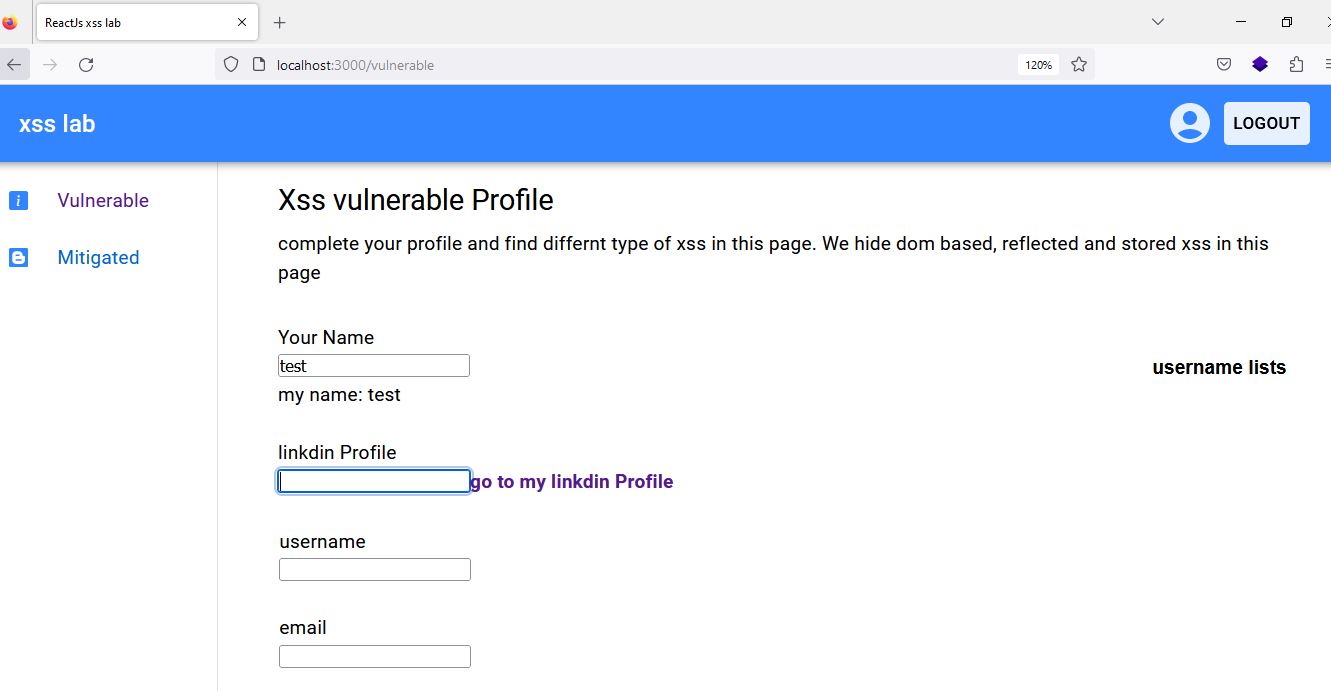 ReactJs xss lab
localhost:3000/vulnerable
120%
xss lab
LOGOUT
Vulnerable
Mitigated
Xss vulnerable Profile
complete your profile and find differnt type of xss in this page. We hide dom based, reflected and stored xss in this
page
Your Name
test
username lists
my name: test
linkdin Profile
go to my linkdin Profile
username
email